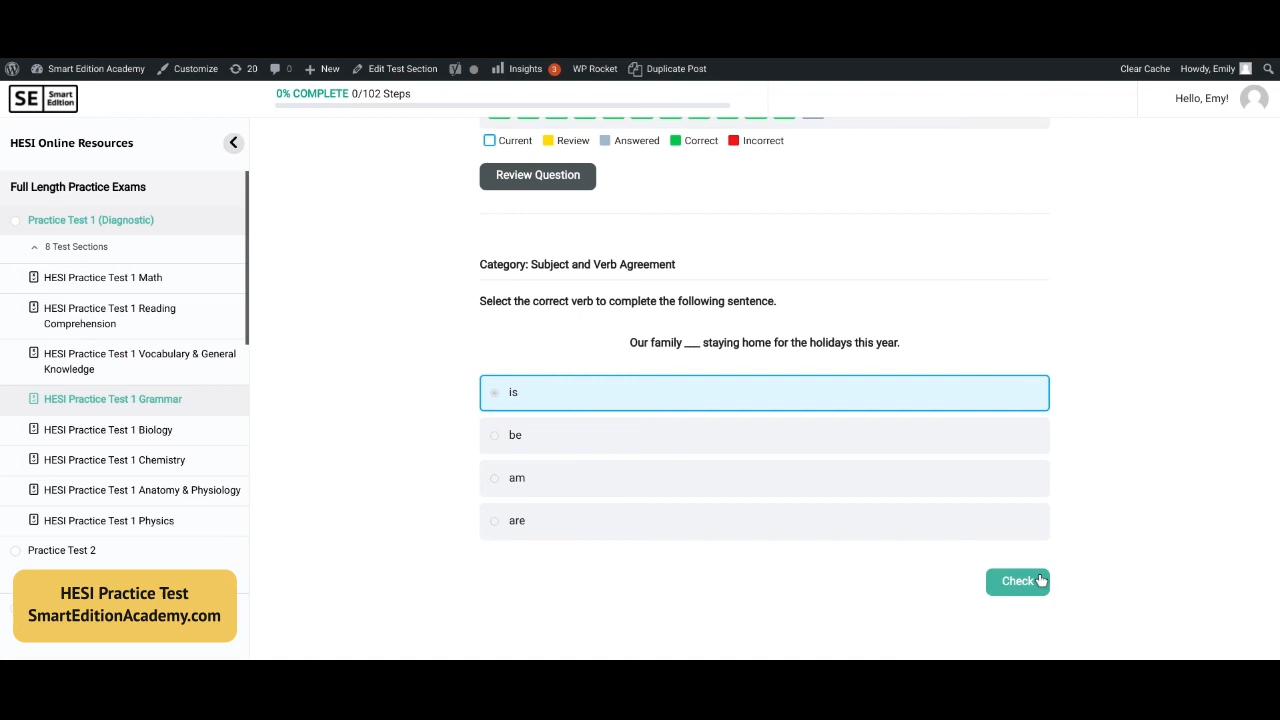 Smart Edition Academy Customize 20 0 New Edit Test Section Insights 3 WP Rocket Duplicate Post Clear Cache Howdy, Emily
SE Smart Edition
0% COMPLETE 0/102 Steps
Hello, Emy!
HESI Online Resources
Full Length Practice Exams
Practice Test 1 (Diagnostic)
8 Test Sections
HESI Practice Test 1 Math
HESI Practice Test 1 Reading
Comprehension
HESI Practice Test 1 Vocabulary & General
Knowledge
HESI Practice Test 1 Grammar
HESI Practice Test 1 Biology
HESI Practice Test 1 Chemistry
HESI Practice Test 1 Anatomy & Physiology
HESI Practice Test 1 Physics
Practice Test 2
HESI Practice Test
SmartEditionAcademy.com
Current Review Answered Correct Incorrect
Review Question
Category: Subject and Verb Agreement
Select the correct verb to complete the following sentence.
Our family ___ staying home for the holidays this year.
is
be
am
are
Check